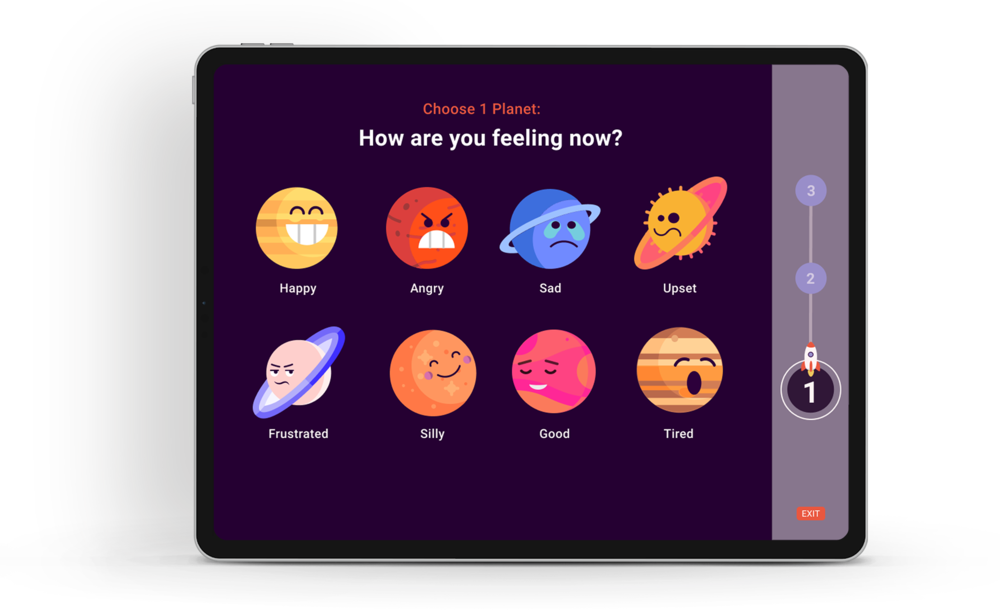 Choose 1 Planet:
How are you feeling now?
Happy
Angry
Sad
Upset
Frustrated
Silly
Good
Tired
3
2
1
EXIT